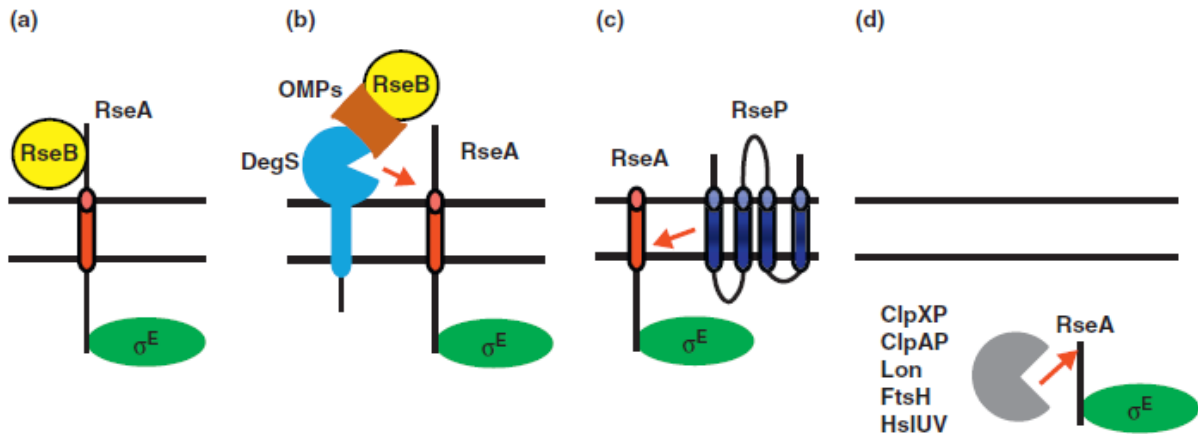 (a)
RseA
RseB
σE
(b)
OMPs
RseB
DegS
RseA
σE
(c)
RseP
RseA
σE
(d)
ClpXP
ClpAP
Lon
FtsH
HslUV
RseA
σE